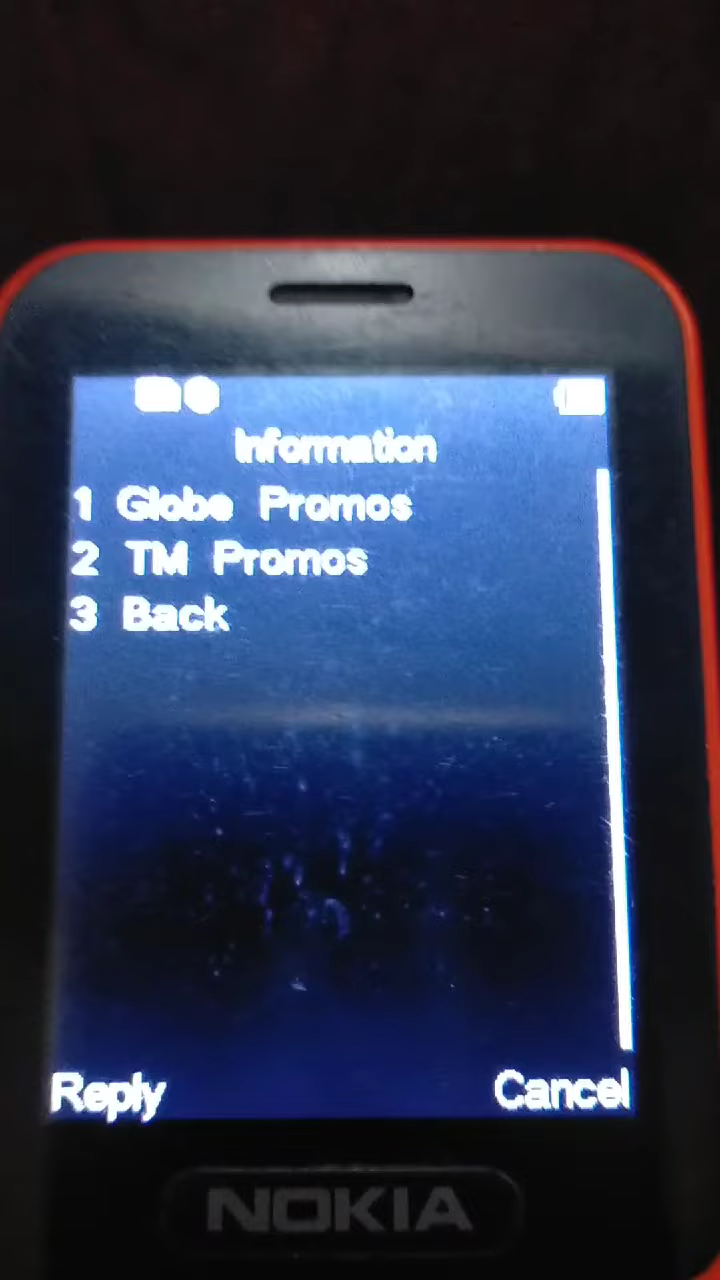 Information
1 Globe Promos
2 TM Promos
3 Back
Reply
Cancel
NOKIA